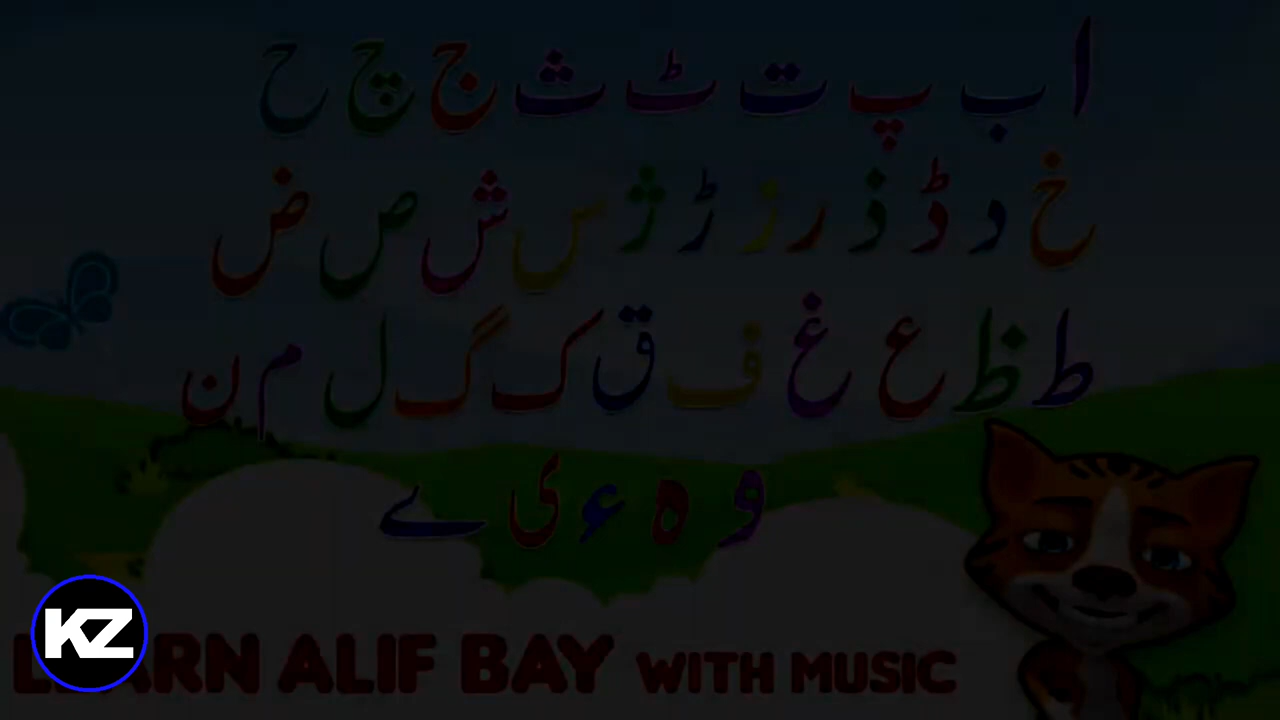 ا ب پ ت ٹ ث ج چ ح
خ د ڈ ذ ر ز ڑ ژ س ش ص ض
ط ظ ع غ ف ق ک گ ل م ن
و ہ ء ی ے
KZ
LEARN ALIF BAY WITH MUSIC